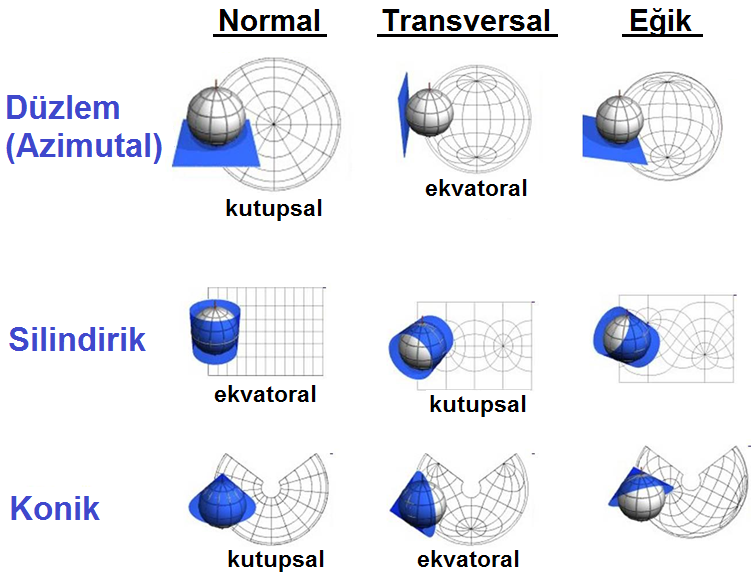 Normal Transversal Eğik
Düzlem
(Azimutal)
kutupsal
ekvatoral
Silindirik
ekvatoral
kutupsal
Konik
kutupsal
ekvatoral